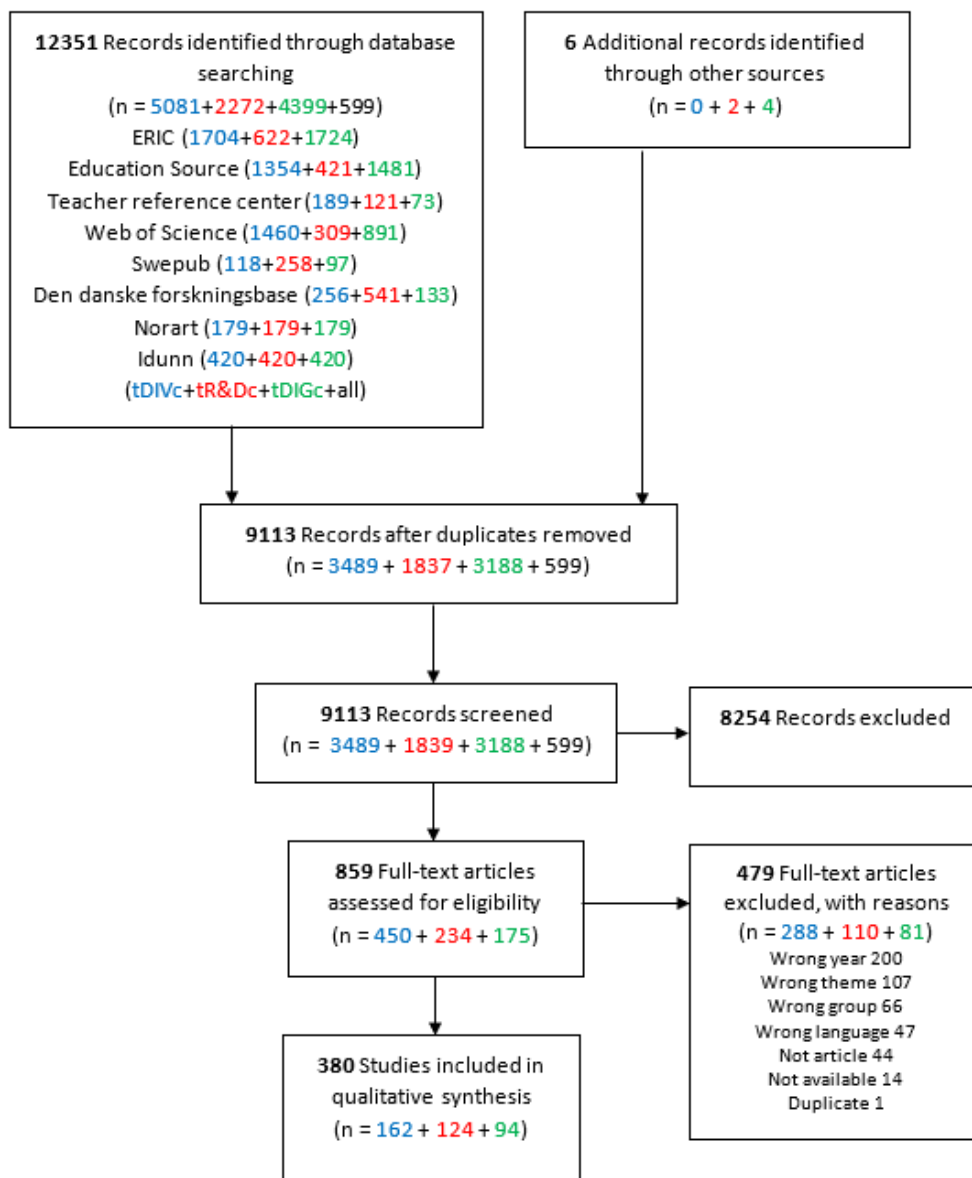 12351 Records identified through database
searching
(n = 5081+2272+4399+599)
ERIC (1704+622+1724)
Education Source (1354+421+1481)
Teacher reference center (189+121+73)
Web of Science (1460+309+891)
Swepub (118+258+97)
Den danske forskningsbase (256+541+133)
Norart (179+179+179)
Idunn (420+420+420)
(tDIVc+tR&Dc+tDIGc+all)
6 Additional records identified
through other sources
(n = 0 + 2 + 4)
9113 Records after duplicates removed
(n = 3489 + 1837 + 3188 + 599)
9113 Records screened
(n = 3489 + 1839 + 3188 + 599)
8254 Records excluded
859 Full-text articles
assessed for eligibility
(n = 450 + 234 + 175)
479 Full-text articles
excluded, with reasons
(n = 288 + 110 + 81)
Wrong year 200
Wrong theme 107
Wrong group 66
Wrong language 47
Not article 44
Not available 14
Duplicate 1
380 Studies included in
qualitative synthesis
(n = 162 + 124 + 94)